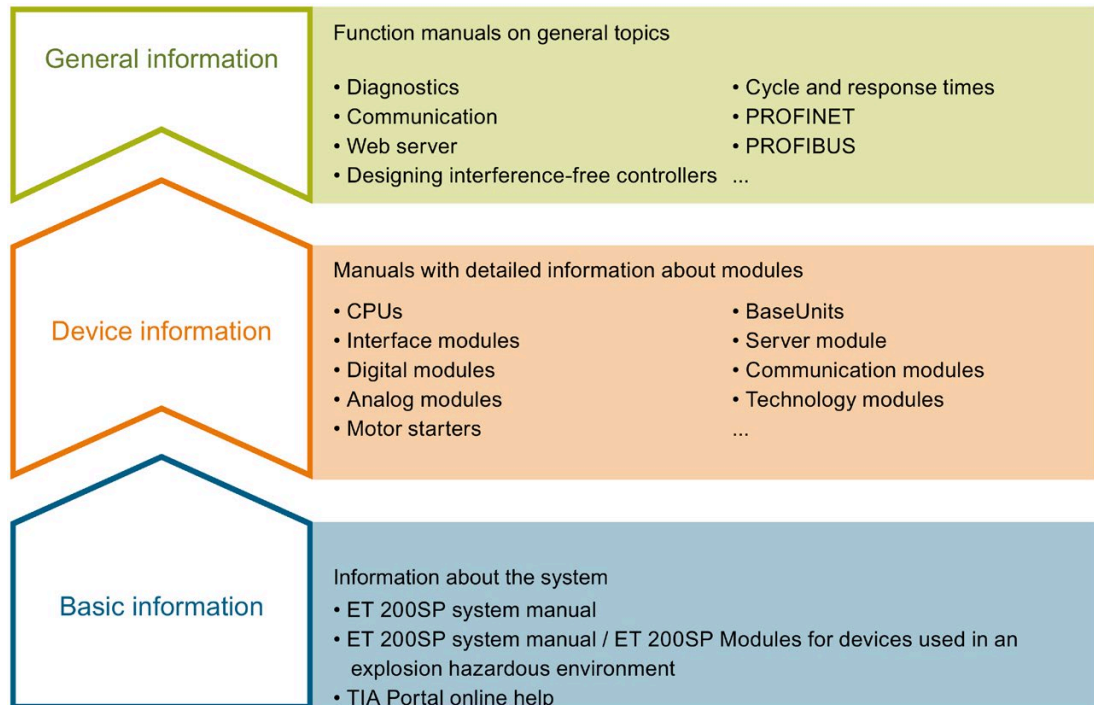 General information
Function manuals on general topics
• Diagnostics
• Communication
• Web server
• Designing interference-free controllers
• Cycle and response times
• PROFINET
• PROFIBUS
...
Device information
Manuals with detailed information about modules
• CPUs
• Interface modules
• Digital modules
• Analog modules
• Motor starters
• BaseUnits
• Server module
• Communication modules
• Technology modules
...
Basic information
Information about the system
• ET 200SP system manual
• ET 200SP system manual / ET 200SP Modules for devices used in an
explosion hazardous environment
• TIA Portal online help